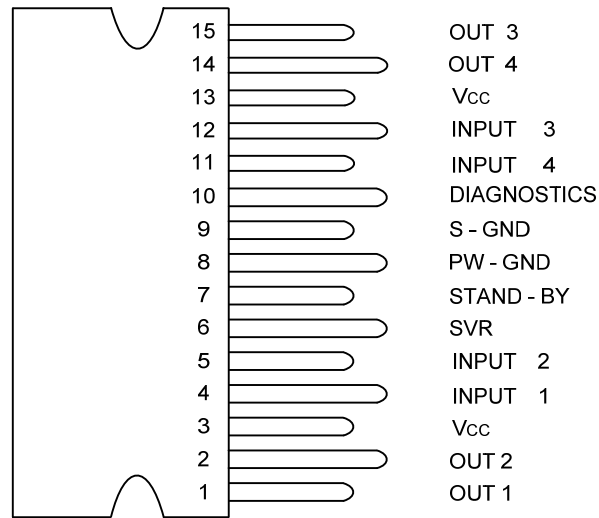 15 OUT 3
14 OUT 4
13 Vcc
12 INPUT 3
11 INPUT 4
10 DIAGNOSTICS
9 S - GND
8 PW - GND
7 STAND - BY
6 SVR
5 INPUT 2
4 INPUT 1
3 Vcc
2 OUT 2
1 OUT 1